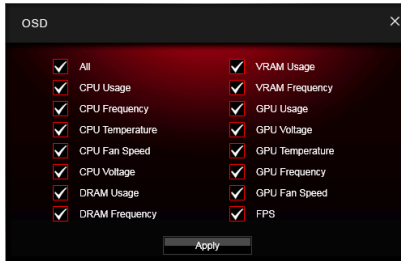 OSD
All
CPU Usage
CPU Frequency
CPU Temperature
CPU Fan Speed
CPU Voltage
DRAM Usage
DRAM Frequency
VRAM Usage
VRAM Frequency
GPU Usage
GPU Voltage
GPU Temperature
GPU Frequency
GPU Fan Speed
FPS
Apply